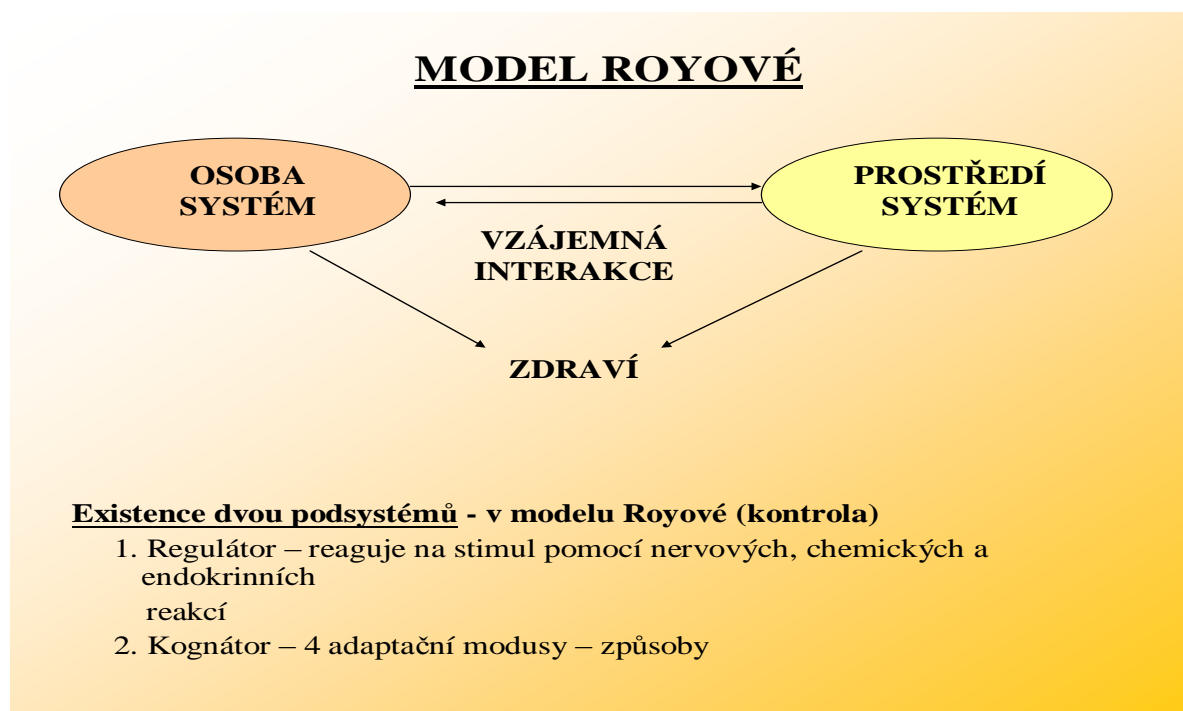 MODEL ROYOVÉ
OSOBA
SYSTÉM
PROSTŘEDÍ
SYSTÉM
VZÁJEMNÁ
INTERAKCE
ZDRAVÍ
Existence dvou podsystémů - v modelu Royové (kontrola)
1. Regulátor – reaguje na stimul pomocí nervových, chemických a
endokrinních
reakcí
2. Kognátor – 4 adaptační modusy – způsoby